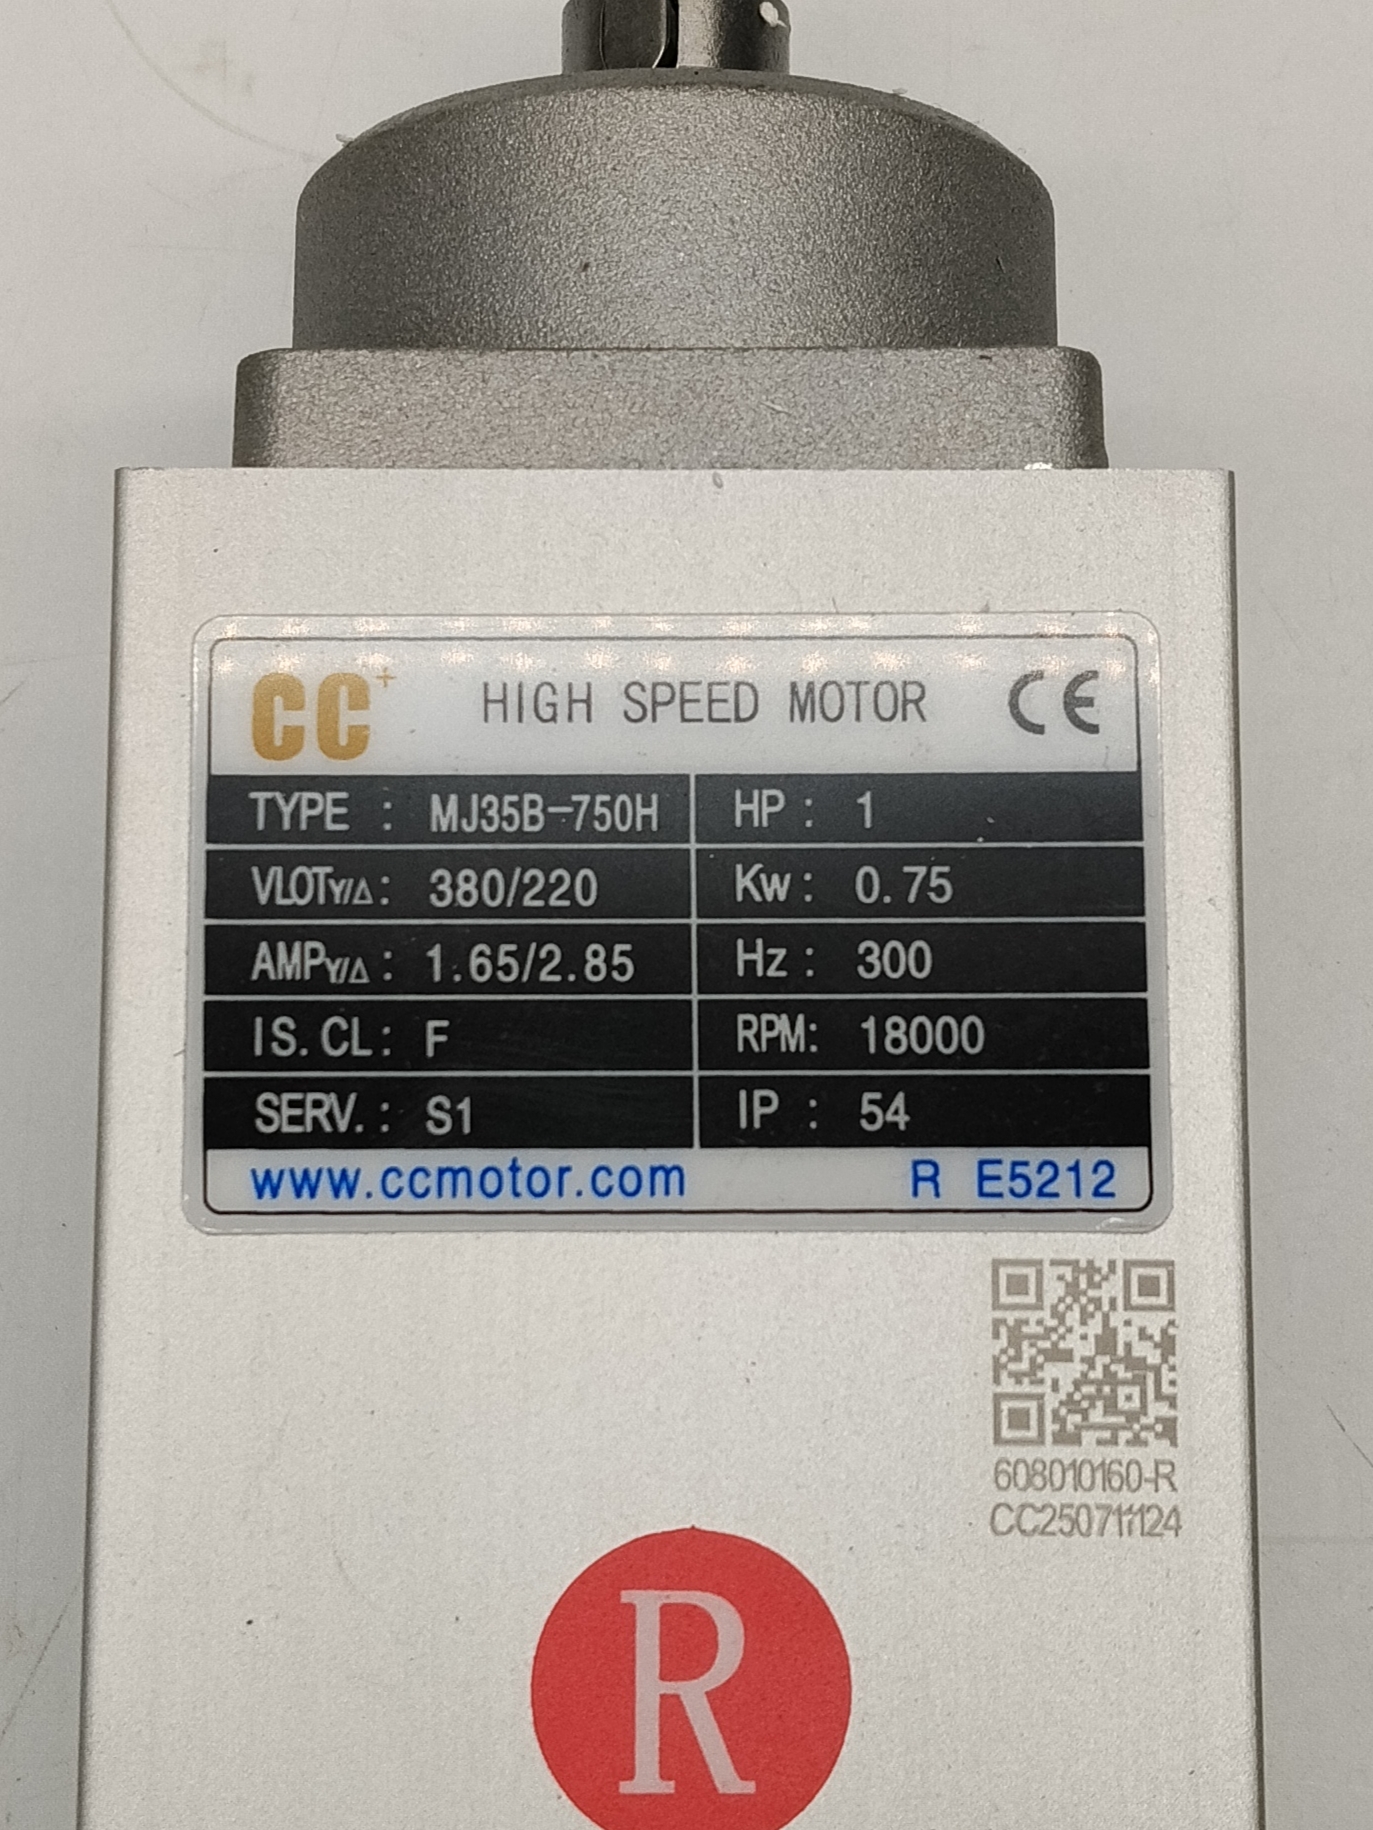 CC+ HIGH SPEED MOTOR CE
TYPE : MJ35B-750H HP : 1
VLOTY/Δ: 380/220 Kw : 0.75
AMPY/Δ : 1.65/2.85 Hz : 300
IS.CL: F RPM: 18000
SERV.: S1 IP : 54
www.ccmotor.com R E5212
608010160-R
R